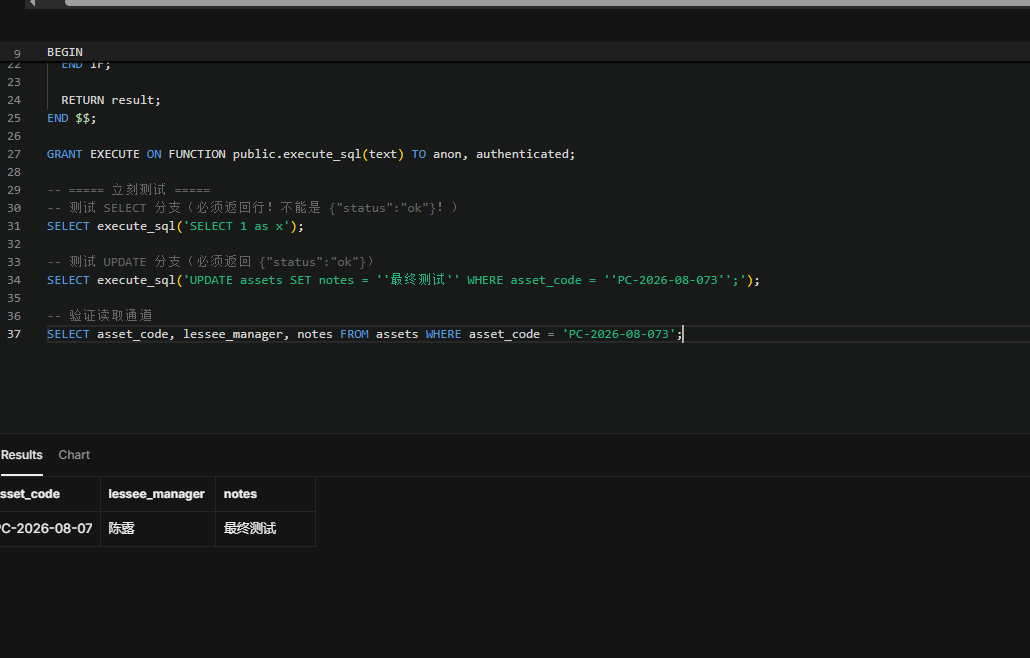 9 BEGIN
22 END IF;
23
24 RETURN result;
25 END $$;
26
27 GRANT EXECUTE ON FUNCTION public.execute_sql(text) TO anon, authenticated;
28
29 -- ===== 立刻测试 =====
30 -- 测试 SELECT 分支（必须返回行！不能是 {"status":"ok"}！）
31 SELECT execute_sql('SELECT 1 as x');
32
33 -- 测试 UPDATE 分支（必须返回 {"status":"ok"}）
34 SELECT execute_sql('UPDATE assets SET notes = ''最终测试'' WHERE asset_code = ''PC-2026-08-073'';');
35
36 -- 验证读取通道
37 SELECT asset_code, lessee_manager, notes FROM assets WHERE asset_code = 'PC-2026-08-073';
Results Chart
sset_code lessee_manager notes
PC-2026-08-07 陈露 最终测试